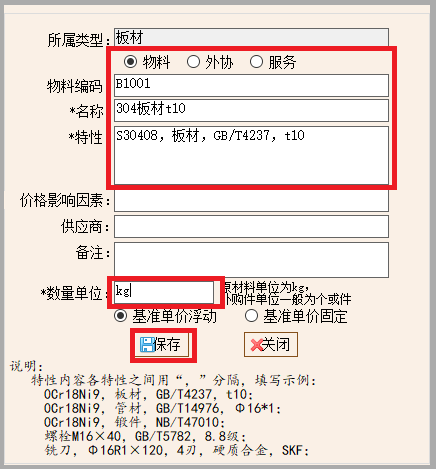 所属类型: 板材
物料 外协 服务
物料编码 B1001
*名称 304板材t10
*特性 S30408, 板材, GB/T4237, t10
价格影响因素:
供应商:
备注:
*数量单位: kg 原材料单位为kg,
外购件单位一般为个或件
基准单价浮动 基准单价固定
保存 关闭
说明:
特性内容各特性之间用“, ”分隔, 填写示例:
OCr18Ni9, 板材, GB/T4237, t10;
OCr18Ni9, 管材, GB/T14976, Φ16*1;
OCr18Ni9, 锻件, NB/T47010;
螺栓M16×40, GB/T5782, 8.8级;
铣刀, Φ16R1×120, 4刃, 硬质合金, SKF;